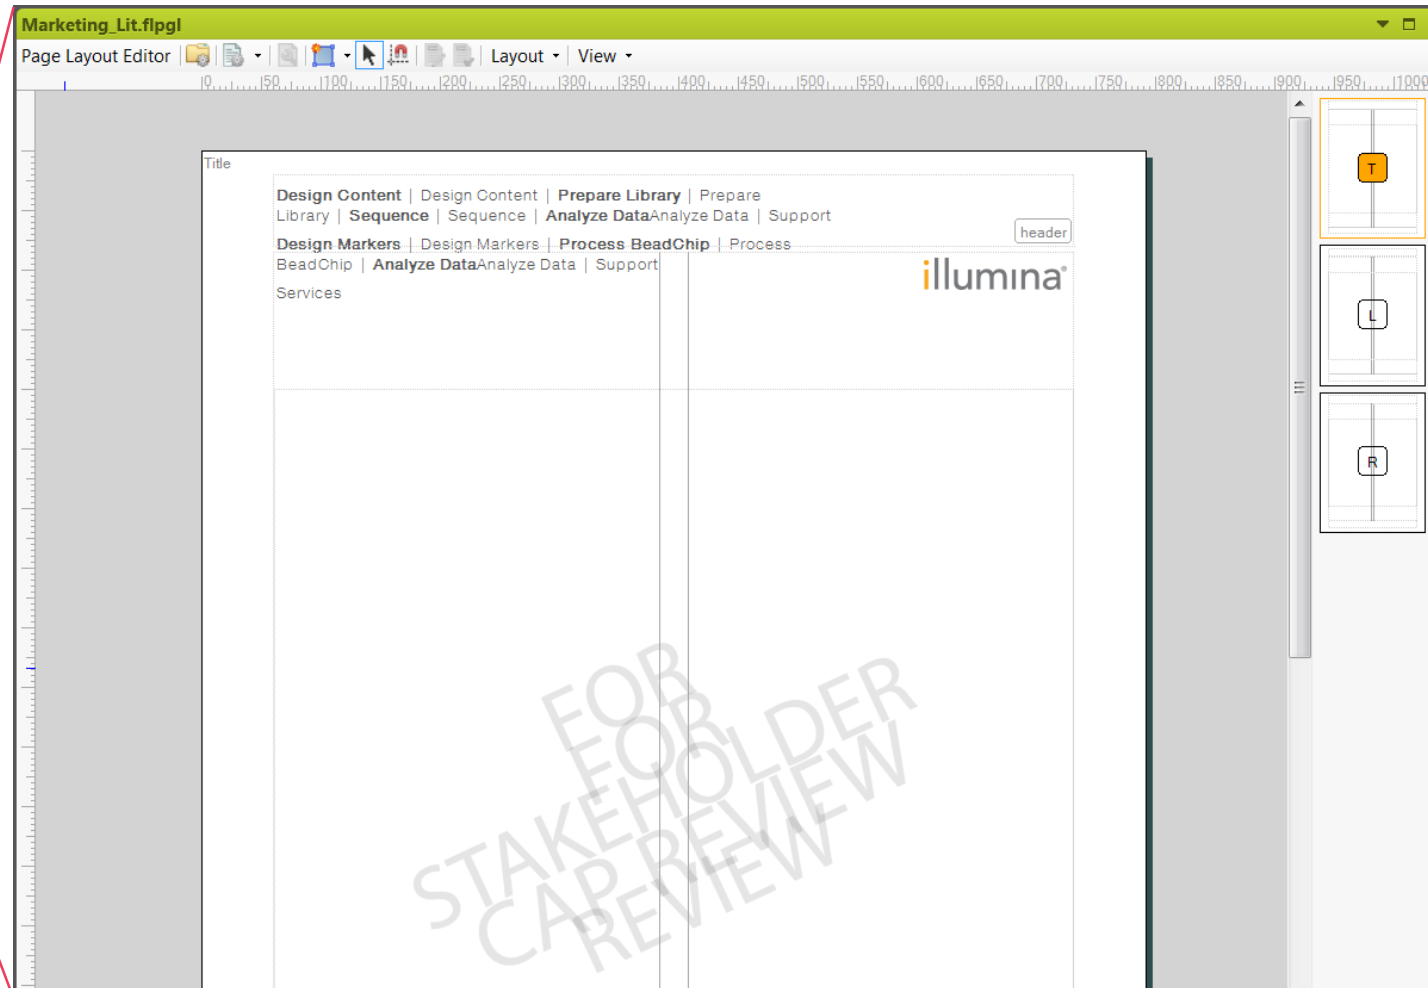 Marketing_Lit.flpgl
Page Layout Editor Layout View
0 50 100 150 200 250 300 350 400 450 500 550 600 650 700 750 800 850 900 950 1000
Title
Design Content | Design Content | Prepare Library | Prepare
Library | Sequence | Sequence | Analyze DataAnalyze Data | Support
header
Design Markers | Design Markers | Process BeadChip | Process
BeadChip | Analyze DataAnalyze Data | Support
illumina®
Services
FOR
STAKEHOLDER
REVIEW
FOR
CAP REVIEW
T
L
R